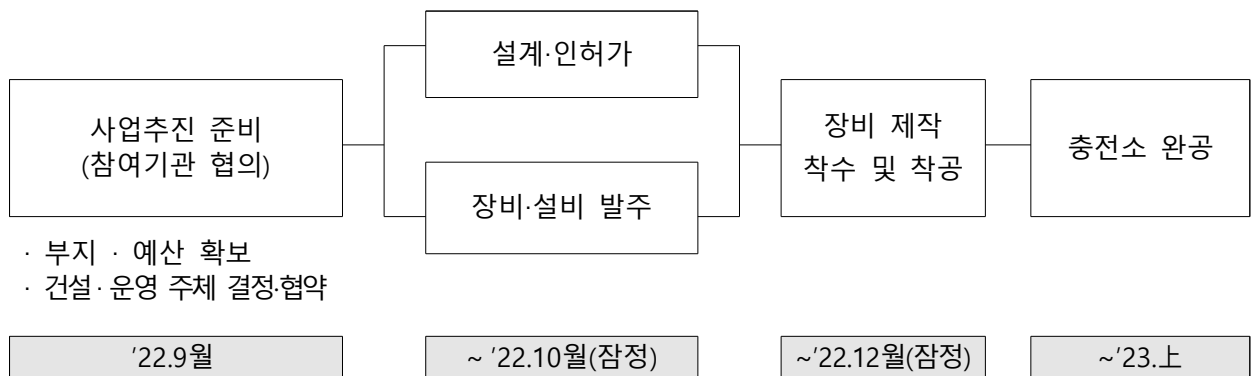 사업추진 준비
(참여기관 협의)
· 부지 · 예산 확보
· 건설·운영 주체 결정·협약
설계·인허가
장비·설비 발주
장비 제작
착수 및 착공
충전소 완공
'22.9월
~ '22.10월(잠정)
~'22.12월(잠정)
~'23.上